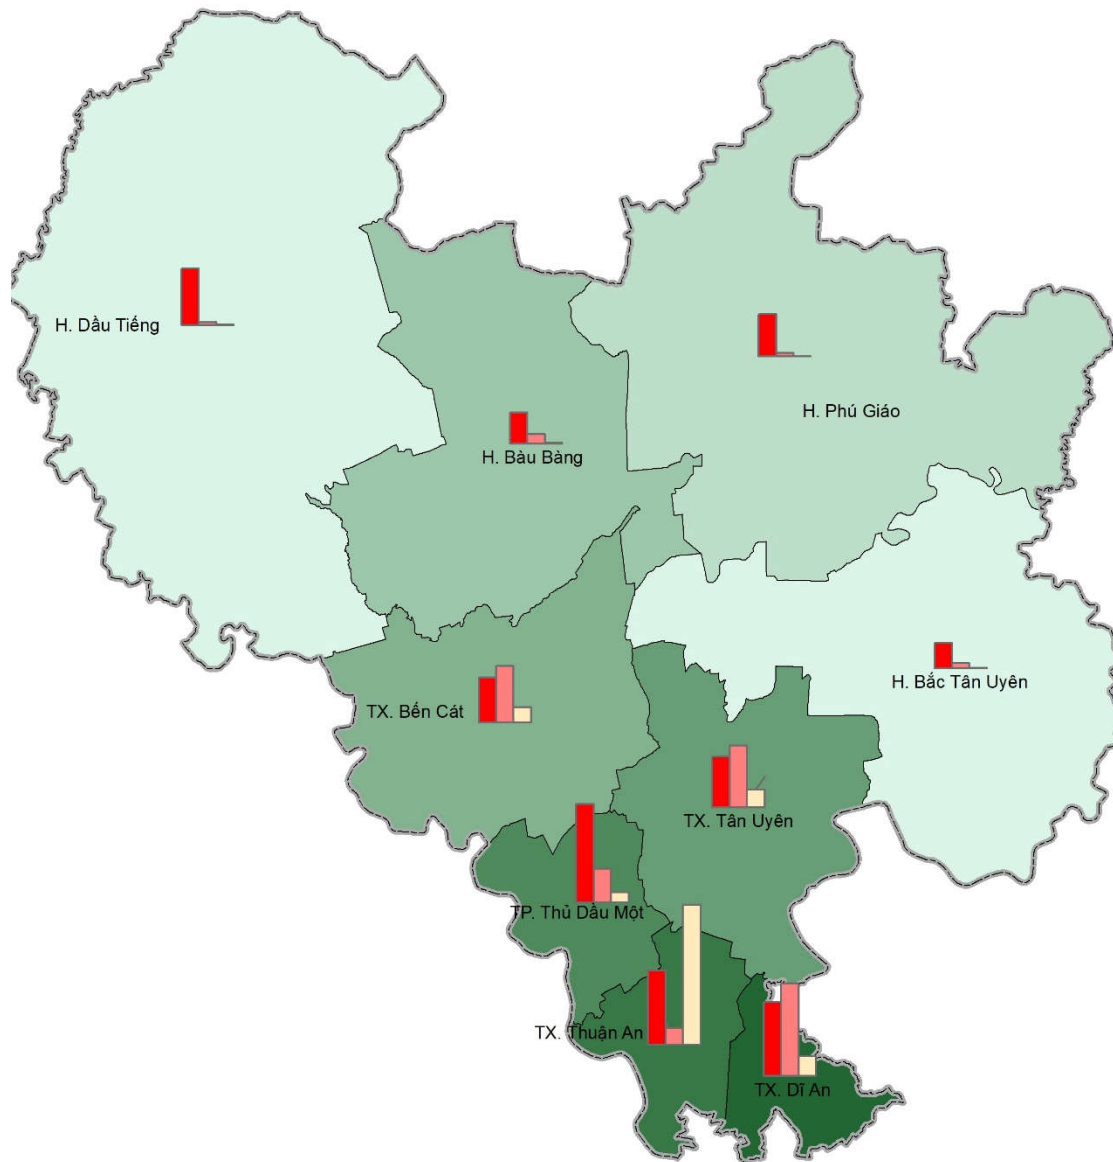 H. Dầu Tiếng
H. Phú Giáo
H. Bàu Bàng
H. Bắc Tân Uyên
TX. Bến Cát
TX. Tân Uyên
TP. Thủ Dầu Một
TX. Thuận An
TX. Dĩ An